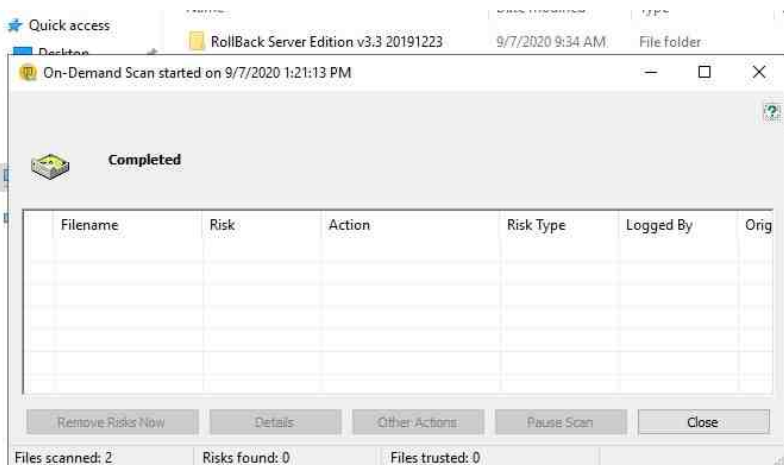 Quick access
RollBack Server Edition v3.3 20191223 9/7/2020 9:34 AM File folder
Desktop
On-Demand Scan started on 9/7/2020 1:21:13 PM
Completed
Filename Risk Action Risk Type Logged By Orig
Remove Risks Now Details Other Actions Pause Scan Close
Files scanned: 2 Risks found: 0 Files trusted: 0